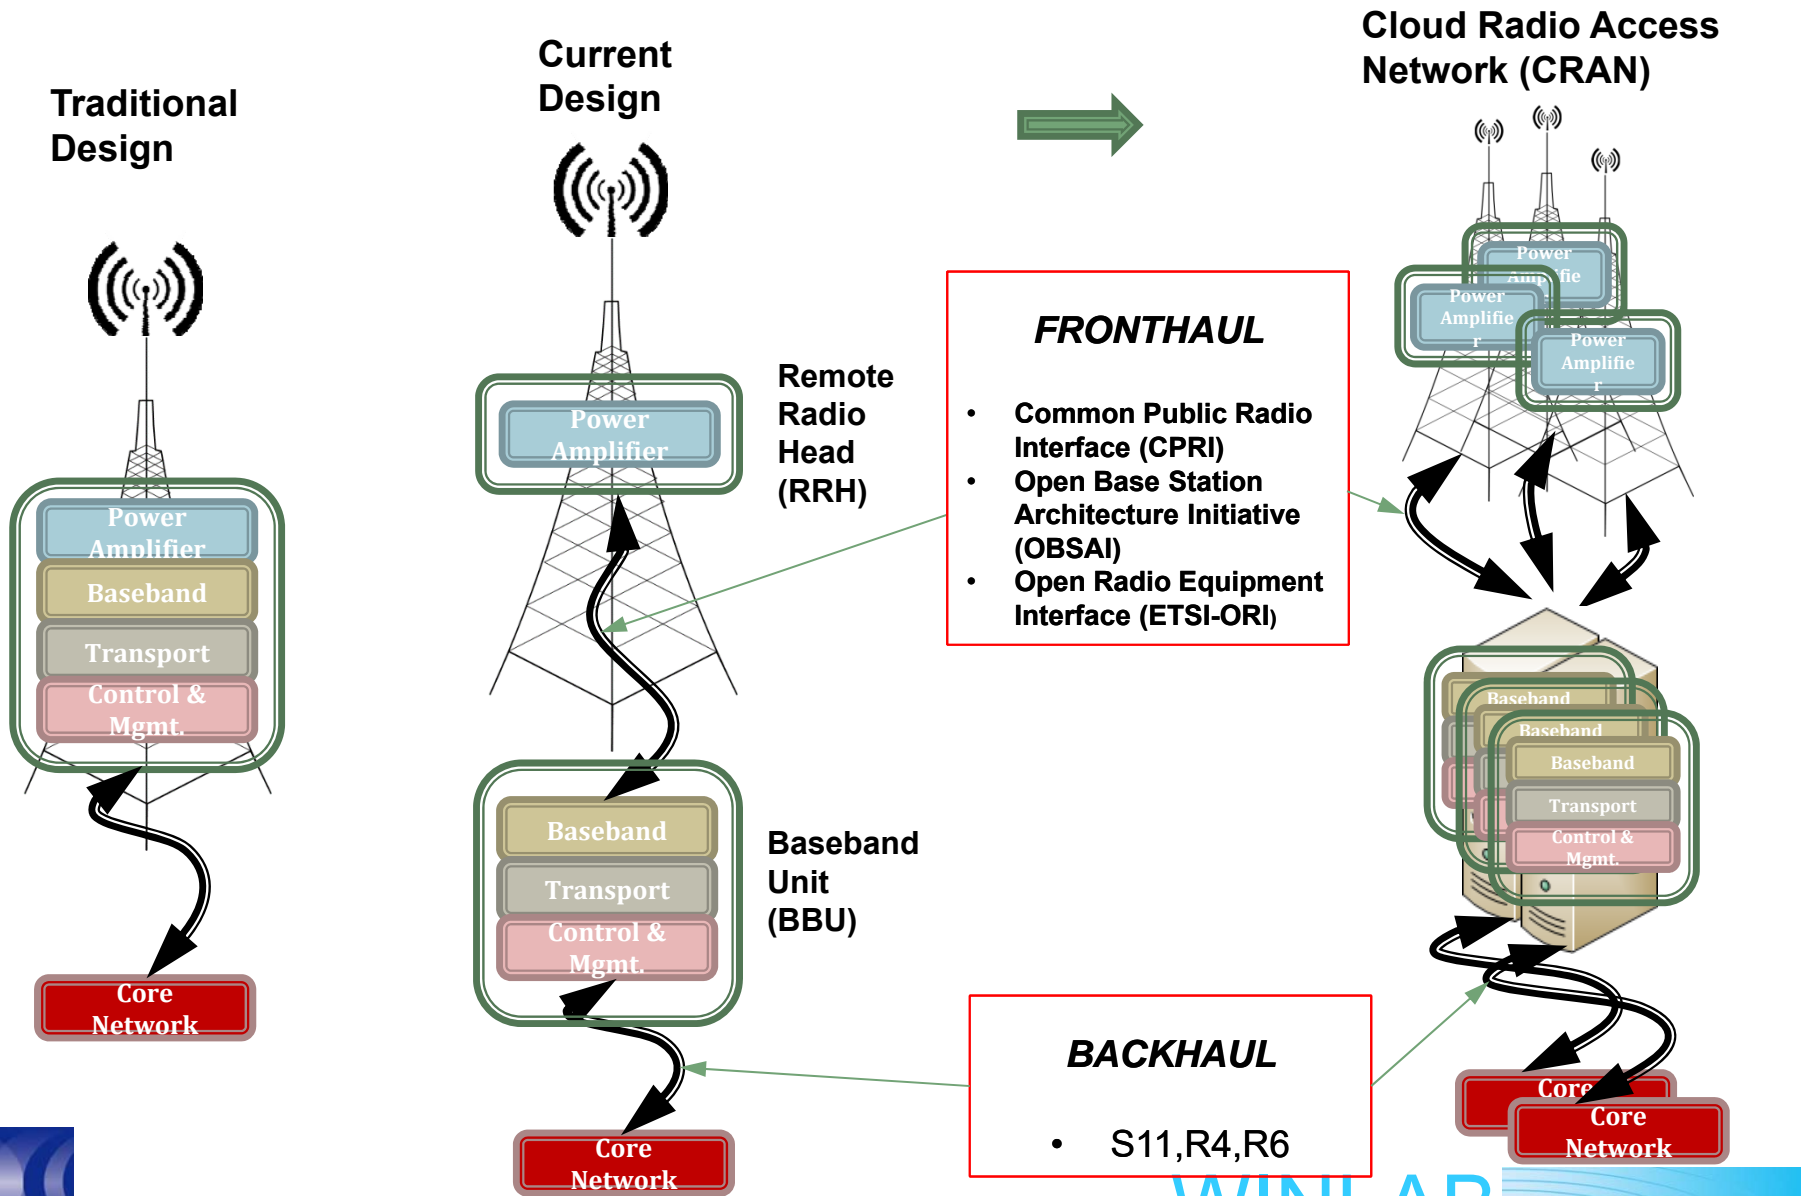 Traditional
Design
Power
Amplifier
Baseband
Transport
Control &
Mgmt.
Core
Network
Current
Design
Power
Amplifier
Remote
Radio
Head
(RRH)
Baseband
Transport
Control &
Mgmt.
Baseband
Unit
(BBU)
Core
Network
FRONTHAUL
• Common Public Radio
Interface (CPRI)
• Open Base Station
Architecture Initiative
(OBSAI)
• Open Radio Equipment
Interface (ETSI-ORI)
BACKHAUL
• S11,R4,R6
Cloud Radio Access
Network (CRAN)
Power
Amplifie
Power
Amplifie
r
Power
Amplifie
r
Baseband
Baseband
Baseband
Transport
Control &
Mgmt.
Core
Core
Network
WINLAB